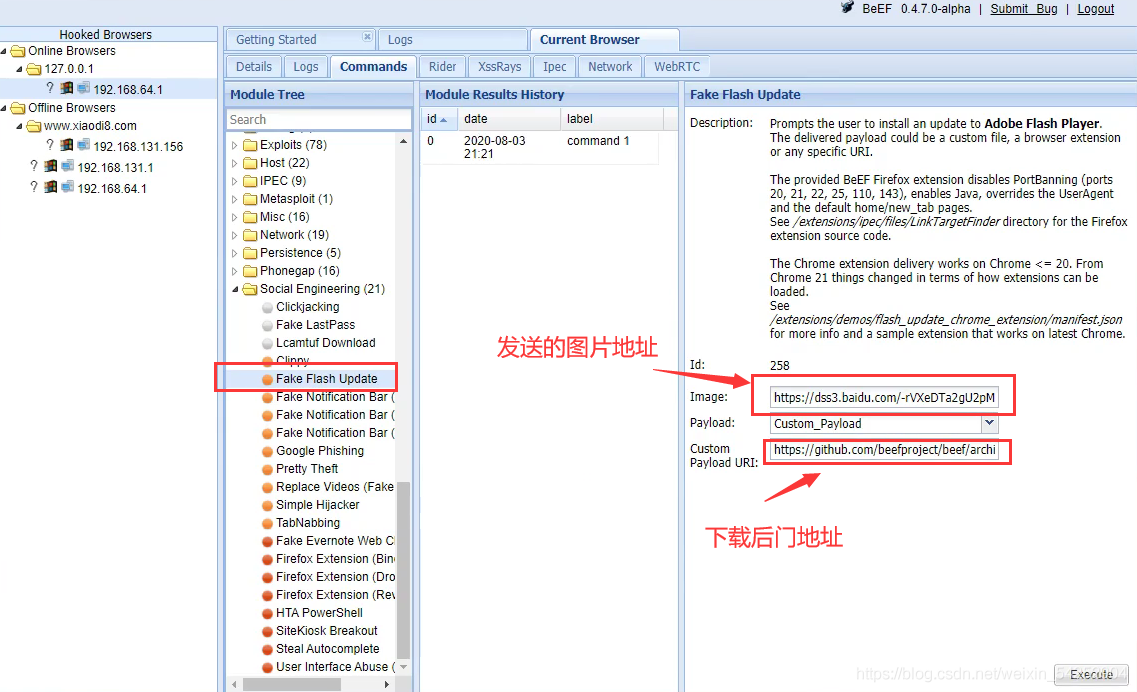 BeEF 0.4.7.0-alpha | Submit Bug | Logout
Hooked Browsers
Online Browsers
127.0.0.1
? 192.168.64.1
Offline Browsers
www.xiaodi8.com
? 192.168.131.156
? 192.168.131.1
? 192.168.64.1
Getting Started
Logs
Current Browser
Details
Logs
Commands
Rider
XssRays
Ipec
Network
WebRTC
Module Tree
Search
Exploits (78)
Host (22)
IPEC (9)
Metasploit (1)
Misc (16)
Network (19)
Persistence (5)
Phonegap (16)
Social Engineering (21)
Clickjacking
Fake LastPass
Lcamtuf Download
Clippy
Fake Flash Update
Fake Notification Bar (
Fake Notification Bar (
Fake Notification Bar (
Google Phishing
Pretty Theft
Replace Videos (Fake
Simple Hijacker
TabNabbing
Fake Evernote Web Cl
Firefox Extension (Bin
Firefox Extension (Dro
Firefox Extension (Rev
HTA PowerShell
SiteKiosk Breakout
Steal Autocomplete
User Interface Abuse (
Module Results History
id date label
0 2020-08-03 command 1
21:21
Fake Flash Update
Description: Prompts the user to install an update to Adobe Flash Player.
The delivered payload could be a custom file, a browser extension
or any specific URI.
The provided BeEF Firefox extension disables PortBanning (ports
20, 21, 22, 25, 110, 143), enables Java, overrides the UserAgent
and the default home/new_tab pages.
See /extensions/ipec/files/LinkTargetFinder directory for the Firefox
extension source code.
The Chrome extension delivery works on Chrome <= 20. From
Chrome 21 things changed in terms of how extensions can be
loaded.
See
/extensions/demos/flash_update_chrome_extension/manifest.json
for more info and a sample extension that works on latest Chrome.
发送的图片地址
Id: 258
Image: https://dss3.baidu.com/-rVXeDTa2gU2pM
Payload: Custom_Payload
Custom
Payload URI: https://github.com/beefproject/beef/archi
下载后门地址
Execute